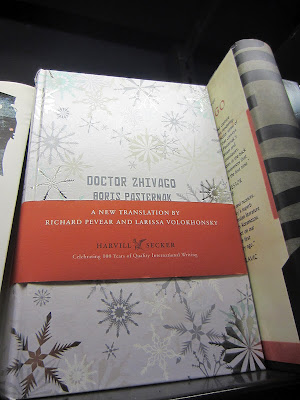 DOCTOR ZHIVAGO
BORIS PASTERNAK
A NEW TRANSLATION BY
RICHARD PEVEAR AND LARISSA VOLOKHONSKY
HARVILL SECKER
Celebrating 100 Years of Quality International Writing